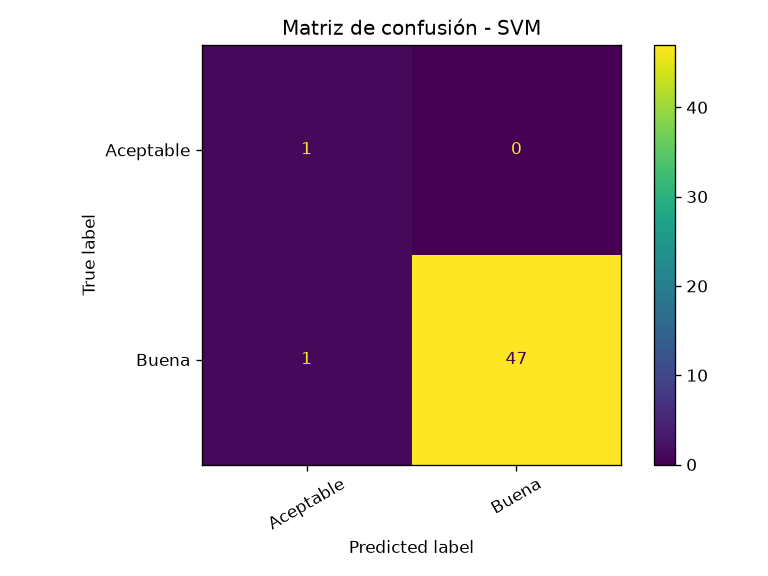 Matriz de confusión - SVM
True label
Aceptable
Buena
1
0
1
47
Aceptable
Buena
Predicted label
40
30
20
10
0